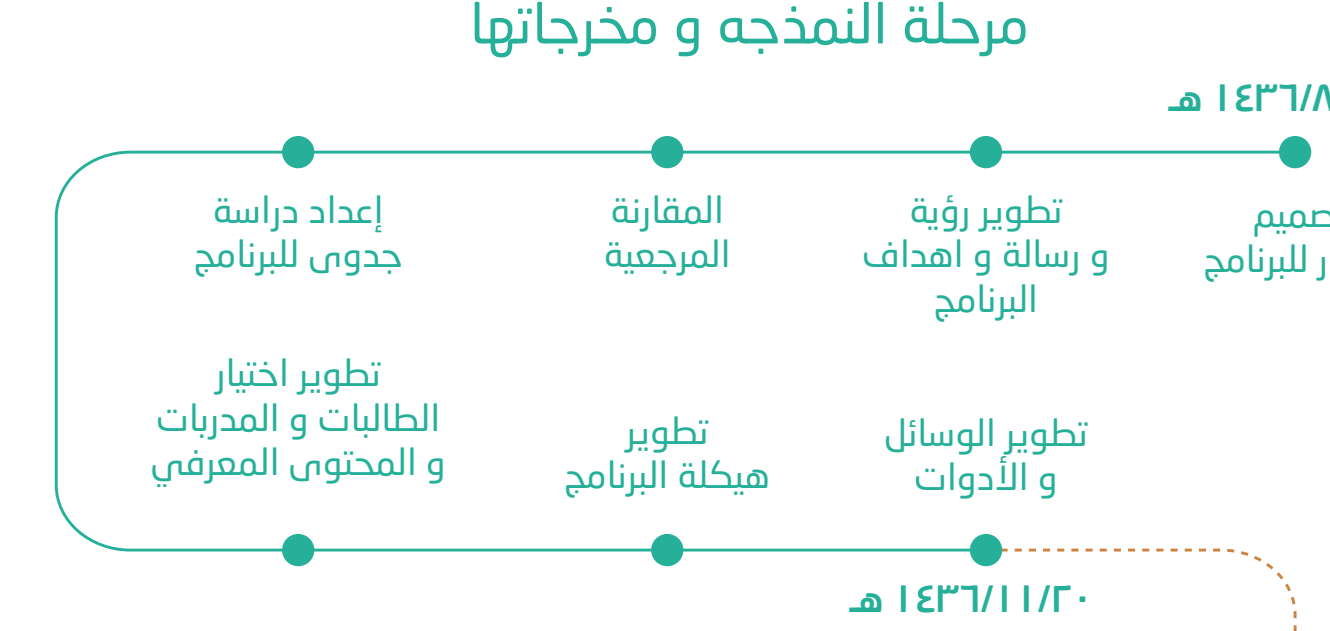 مرحلة النمذجه و مخرجاتها
١٤٣٦/٨ هـ
للبرنامج
تطوير رؤية
و رسالة و اهداف
البرنامج
المقارنة
المرجعية
إعداد دراسة
جدوى للبرنامج
تطوير اختيار
الطالبات و المدربات
و المحتوى المعرفي
تطوير
هيكلة البرنامج
تطوير الوسائل
و الأدوات
١٤٣٦/١١/٢٠ هـ